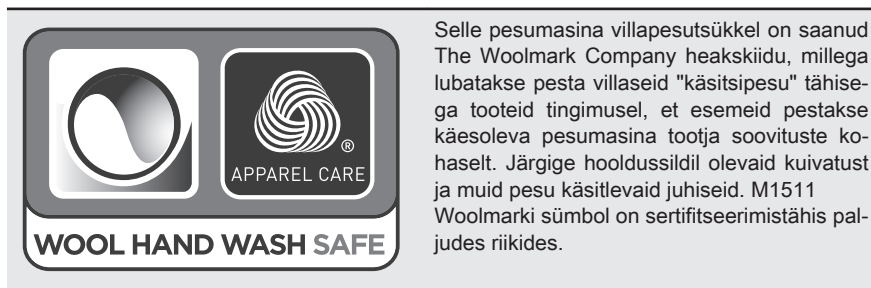 APPAREL CARE
®
WOOL HAND WASH SAFE
Selle pesumasina villapesutsükkel on saanud
The Woolmark Company heakskiidu, millega
lubatakse pesta villaseid "käsitsipesu" tähise-
ga tooteid tingimusel, et esemeid pestakse
käesoleva pesumasina tootja soovituste ko-
haselt. Järgige hooldussildil olevaid kuivatust
ja muid pesu käsitlevaid juhiseid. M1511
Woolmarki sümbol on sertifitseerimistähis pal-
judes riikides.